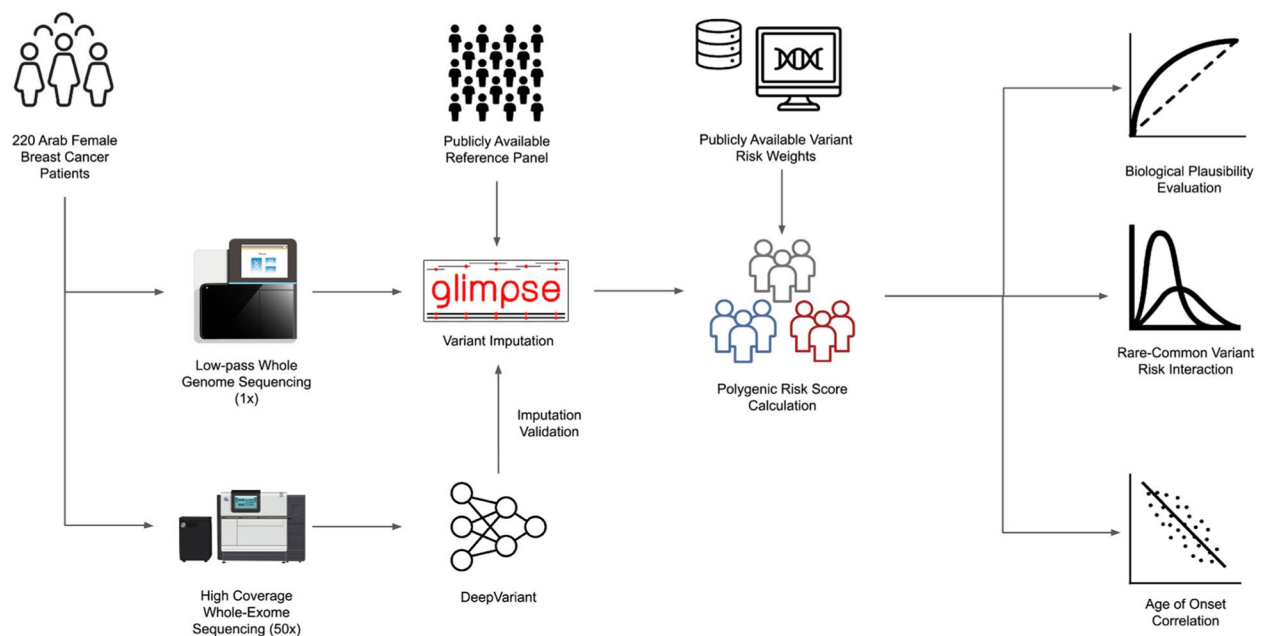 220 Arab Female
Breast Cancer
Patients
Publicly Available
Reference Panel
Publicly Available Variant
Risk Weights
Biological Plausibility
Evaluation
Low-pass Whole
Genome Sequencing
(1x)
glimpse
Variant Imputation
Polygenic Risk Score
Calculation
Rare-Common Variant
Risk Interaction
Imputation
Validation
High Coverage
Whole-Exome
Sequencing (50x)
DeepVariant
Age of Onset
Correlation